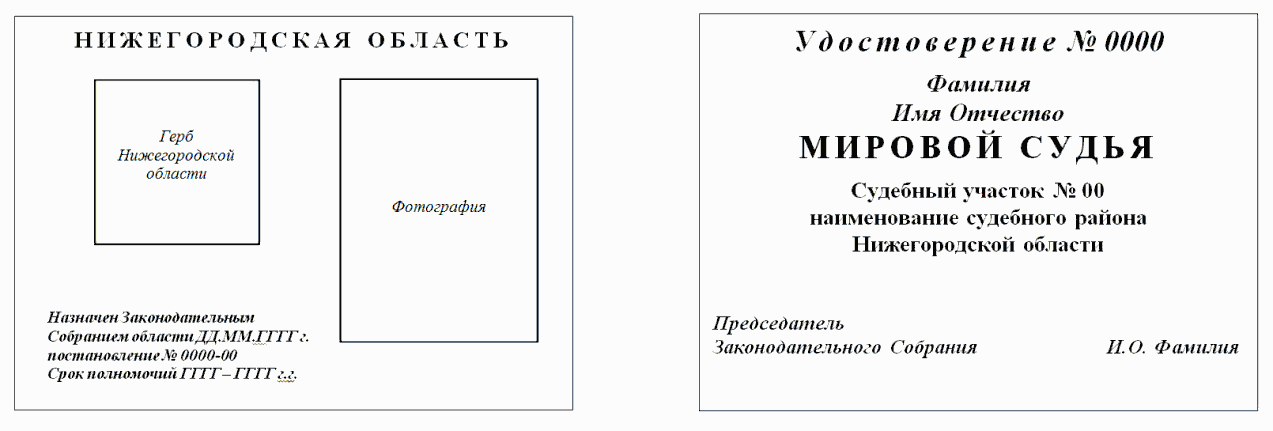 НИЖЕГОРОДСКАЯ ОБЛАСТЬ
Герб
Нижегородской
области
Фотография
Назначен Законодательным
Собранием области ДД.ММ.ГГГГ г.
постановление № 0000-00
Срок полномочий ГГГГ – ГГГГ г.г.
Удостоверение № 0000
Фамилия
Имя Отчество
МИРОВОЙ СУДЬЯ
Судебный участок № 00
наименование судебного района
Нижегородской области
Председатель
Законодательного Собрания И.О. Фамилия